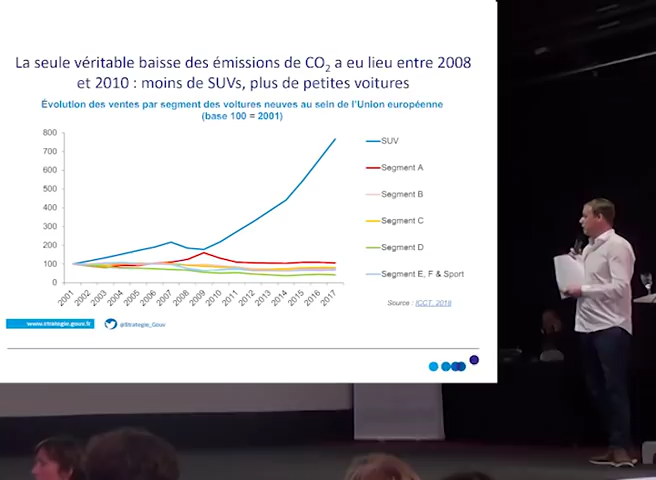 La seule véritable baisse des émissions de CO₂ a eu lieu entre 2008
et 2010 : moins de SUVs, plus de petites voitures
Évolution des ventes par segment des voitures neuves au sein de l'Union européenne
(base 100 = 2001)
800
700
600
500
400
300
200
100
0
2001 2002 2003 2004 2005 2006 2007 2008 2009 2010 2011 2012 2013 2014 2015 2016 2017
SUV
Segment A
Segment B
Segment C
Segment D
Segment E, F & Sport
Source : ICCT, 2018
www.strategie.gouv.fr
@Strategie_Gouv